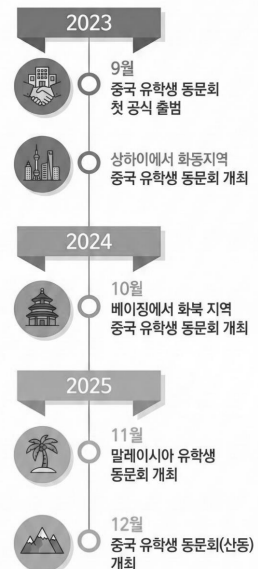 2023
9월
중국 유학생 동문회
첫 공식 출범
상하이에서 화동지역
중국 유학생 동문회 개최
2024
10월
베이징에서 화북 지역
중국 유학생 동문회 개최
2025
11월
말레이시아 유학생
동문회 개최
12월
중국 유학생 동문회(산동)
개최